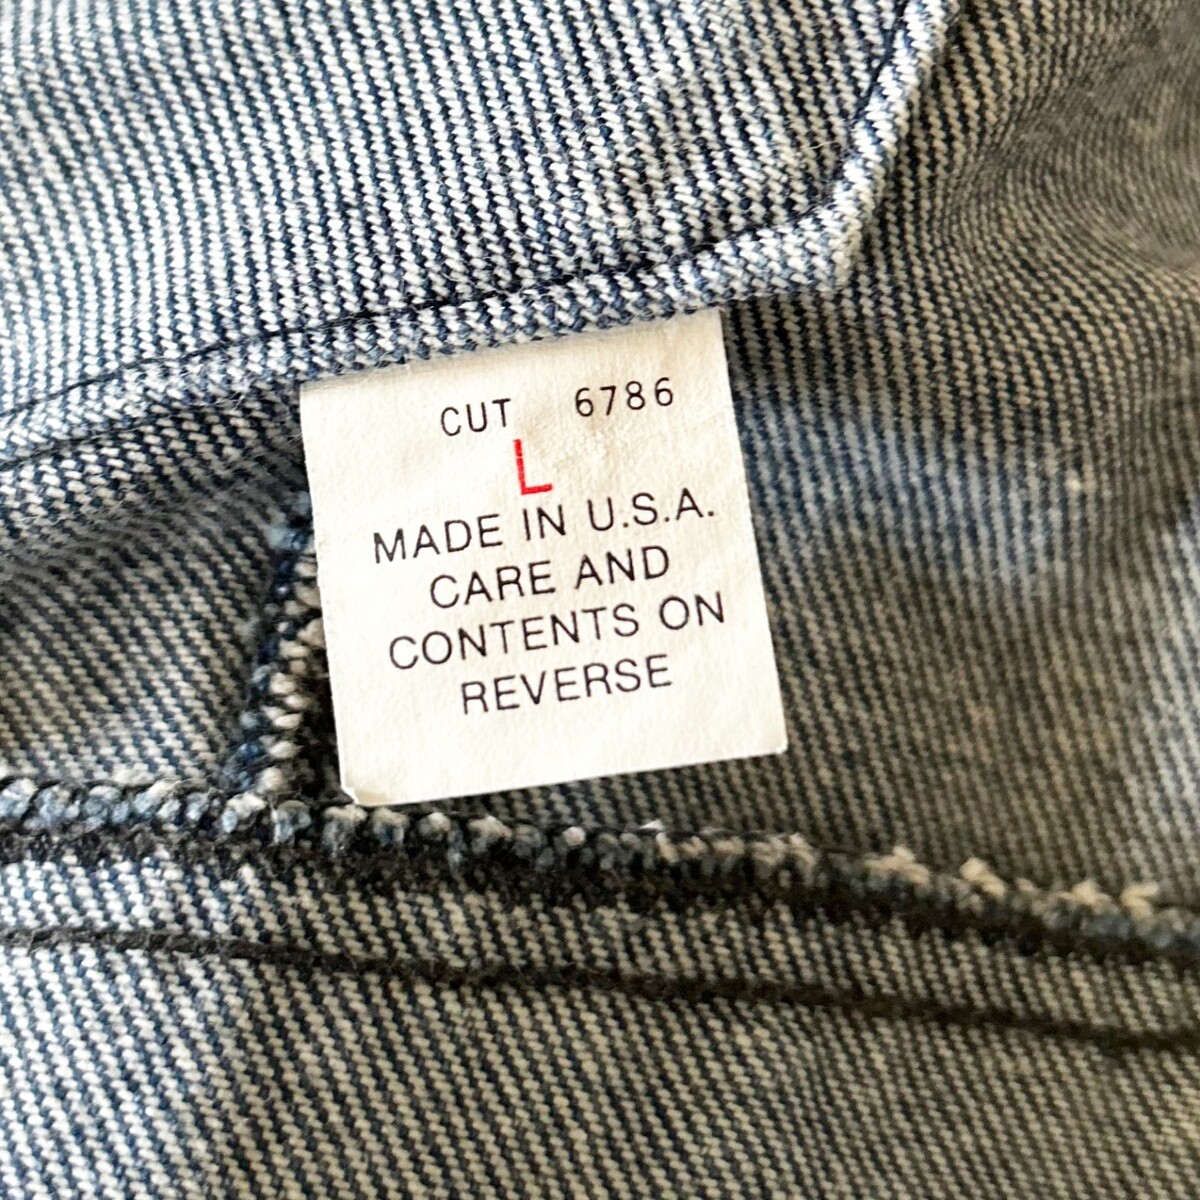 CUT 6786
L
MADE IN U.S.A.
CARE AND
CONTENTS ON
REVERSE